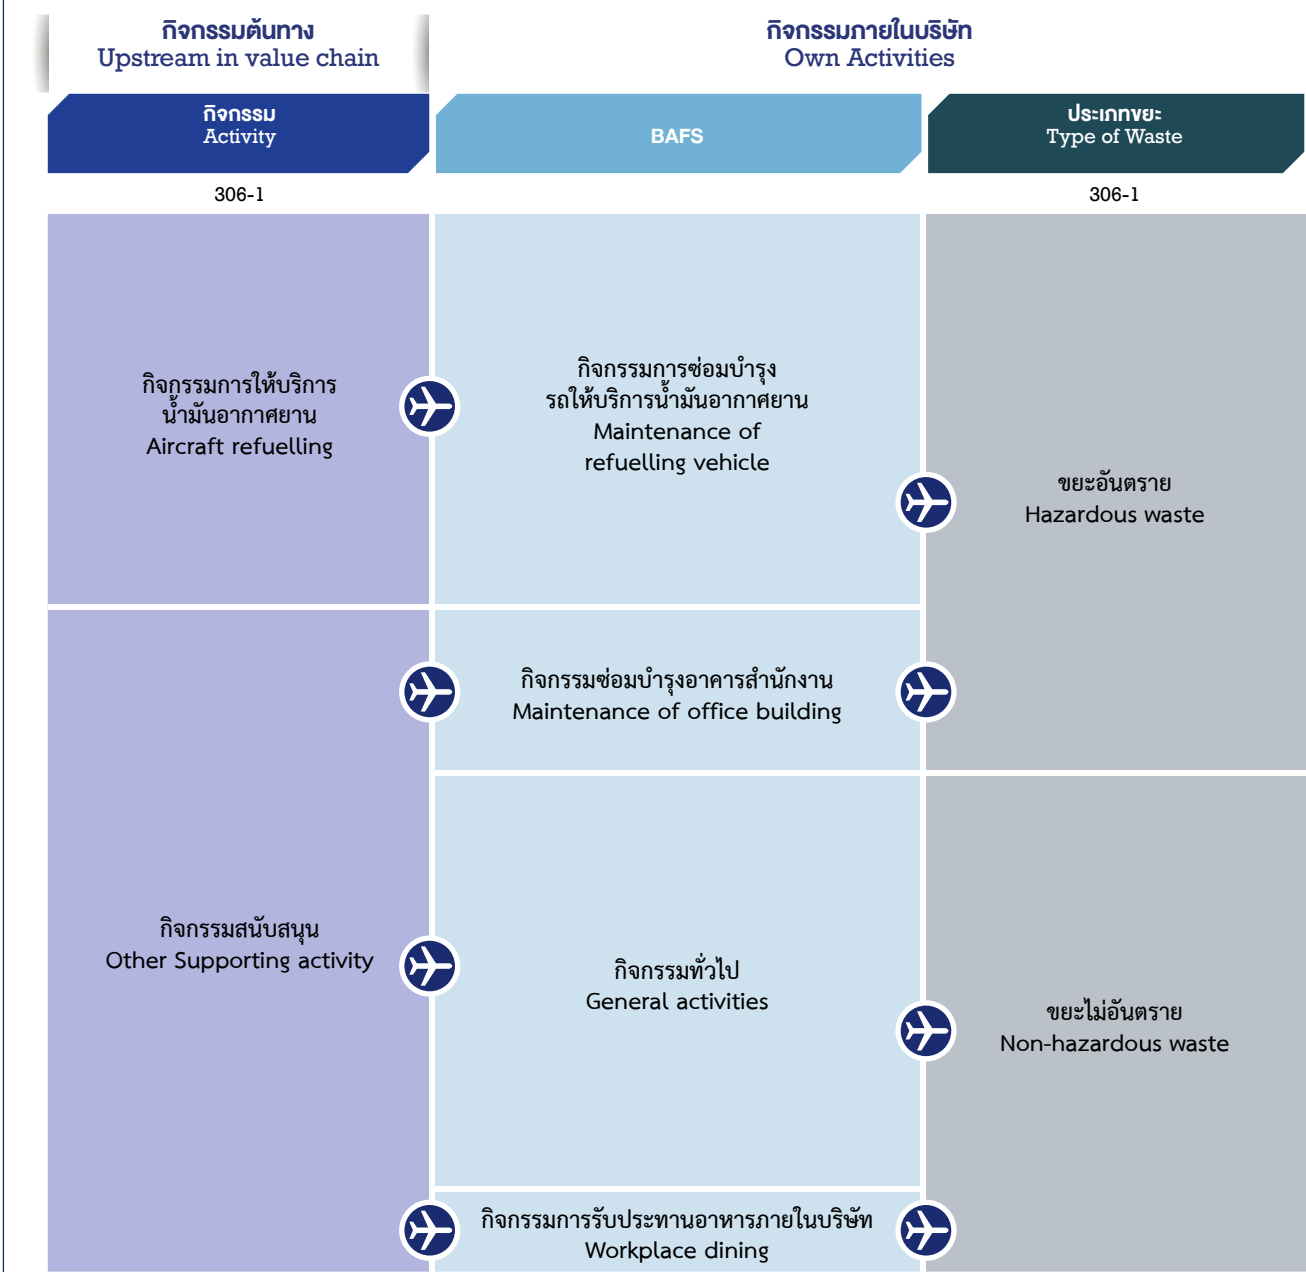 กิจกรรมต้นทาง
Upstream in value chain
กิจกรรมภายในบริษัท
Own Activities
กิจกรรม
Activity
BAFS
ประเภทขยะ
Type of Waste
306-1
306-1
กิจกรรมการให้บริการ
น้ำมันอากาศยาน
Aircraft refuelling
กิจกรรมการซ่อมบำรุง
รถให้บริการน้ำมันอากาศยาน
Maintenance of
refuelling vehicle
ขยะอันตราย
Hazardous waste
กิจกรรมซ่อมบำรุงอาคารสำนักงาน
Maintenance of office building
กิจกรรมสนับสนุน
Other Supporting activity
กิจกรรมทั่วไป
General activities
ขยะไม่อันตราย
Non-hazardous waste
กิจกรรมการรับประทานอาหารภายในบริษัท
Workplace dining